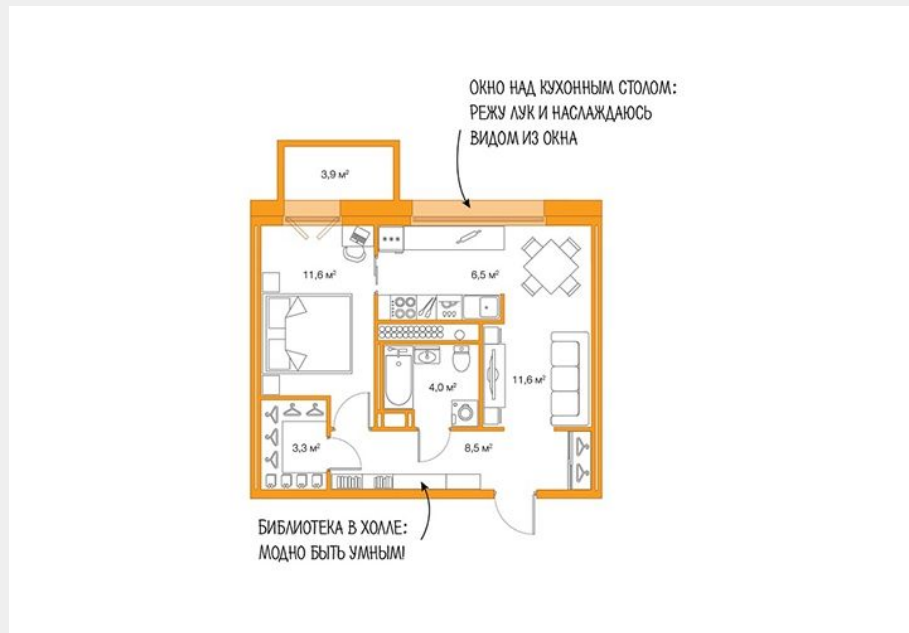 ОКНО НАД КУХОННЫМ СТОЛОМ:
РЕЖУ ЛУК И НАСЛАЖДАЮСЬ
ВИДОМ ИЗ ОКНА
3,9 м²
11,6 м²
6,5 м²
11,6 м²
4,0 м²
3,3 м²
8,5 м²
БИБЛИОТЕКА В ХОЛЛЕ:
МОДНО БЫТЬ УМНЫМ!